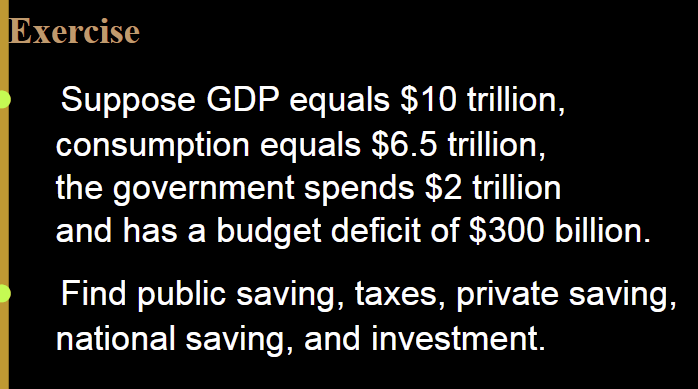 Exercise
Suppose GDP equals $10 trillion,
consumption equals $6.5 trillion,
the government spends $2 trillion
and has a budget deficit of $300 billion.
Find public saving, taxes, private saving,
national saving, and investment.